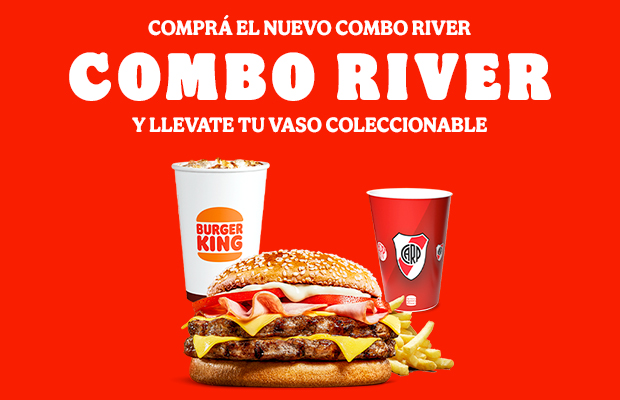 COMPRÁ EL NUEVO COMBO RIVER
COMBO RIVER
Y LLEVATE TU VASO COLECCIONABLE
BURGER
KING
CARP